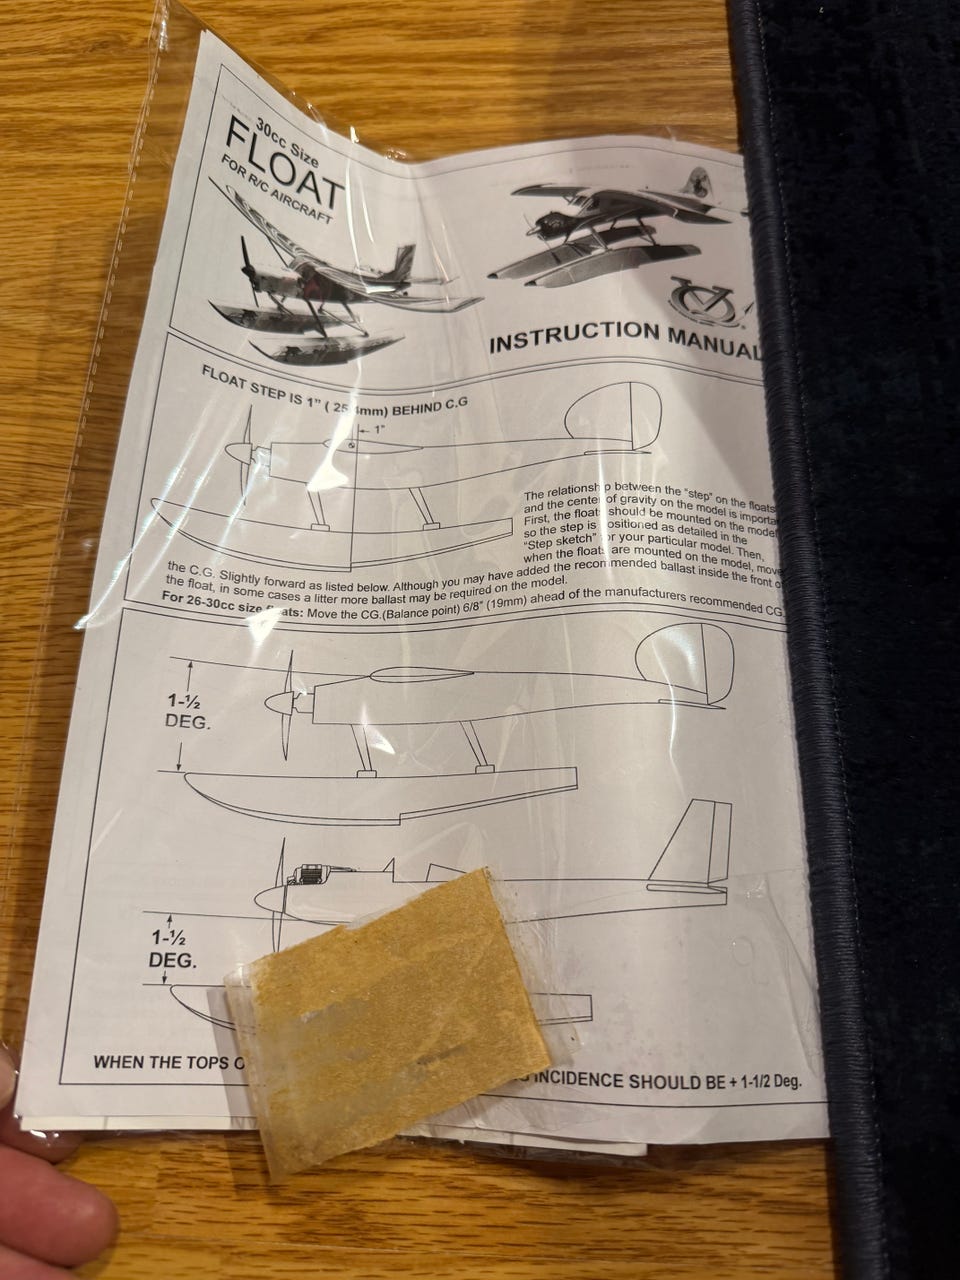 30cc Size
FLOAT
FOR R/C AIRCRAFT
INSTRUCTION MANUAL
FLOAT STEP IS 1" ( 25. mm) BEHIND C.G
1"
The relationship between the "step" on the floats
and the center of gravity on the model is importa
First, the floats should be mounted on the model
so the step is positioned as detailed in the
"Step sketch" for your particular model. Then,
when the floats are mounted on the model, move
the C.G. Slightly forward as listed below. Although you may have added the recommended ballast inside the front o
the float, in some cases a litter more ballast may be required on the model.
For 26-30cc size floats: Move the CG.(Balance point) 6/8" (19mm) ahead of the manufacturers recommended CG.
1-½
DEG.
1-½
DEG.
WHEN THE TOPS O
INCIDENCE SHOULD BE + 1-1/2 Deg.